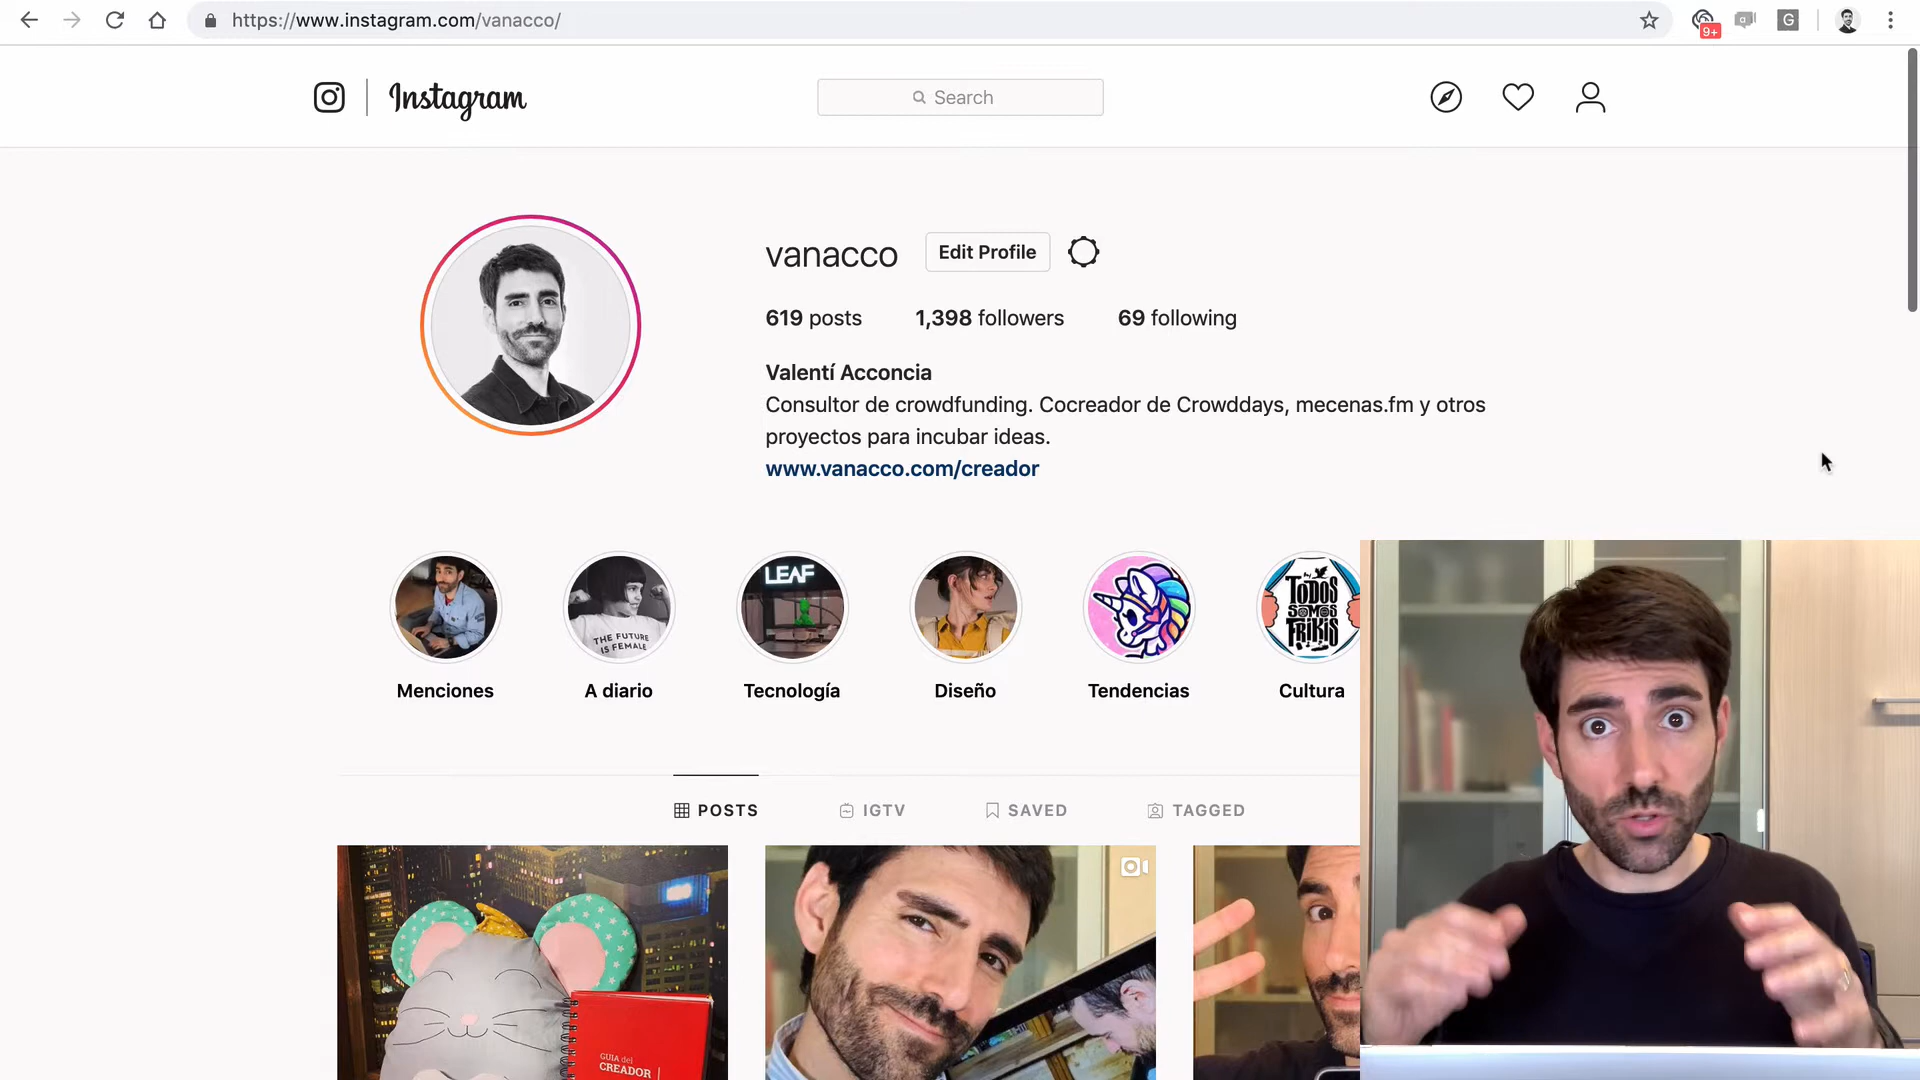 https://www.instagram.com/vanacco/
9+
G
Instagram
Search
vanacco
Edit Profile
619 posts
1,398 followers
69 following
Valentí Acconcia
Consultor de crowdfunding. Cocreador de Crowddays, mecenas.fm y otros
proyectos para incubar ideas.
www.vanacco.com/creador
LEAF
THE FUTURE
IS FEMALE
TODOS
SOMOS
FRIKIS
Menciones
A diario
Tecnología
Diseño
Tendencias
Cultura
POSTS
IGTV
SAVED
TAGGED
GUIA del
CREADOR